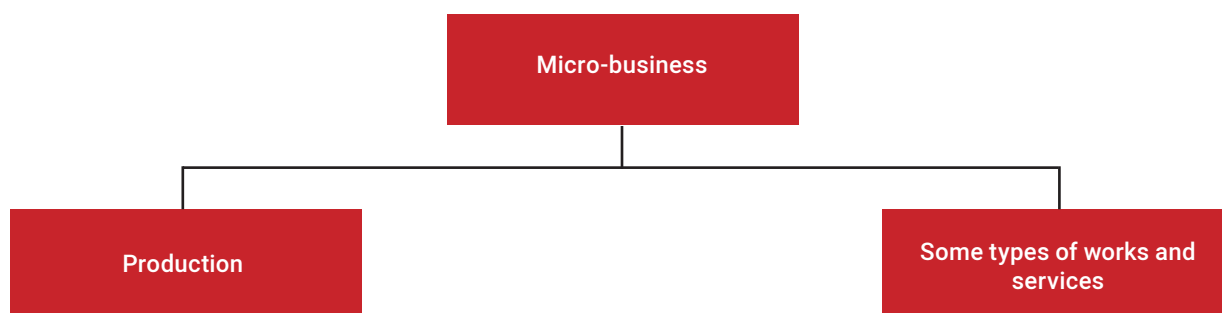 Micro-business
Production
Some types of works and
services